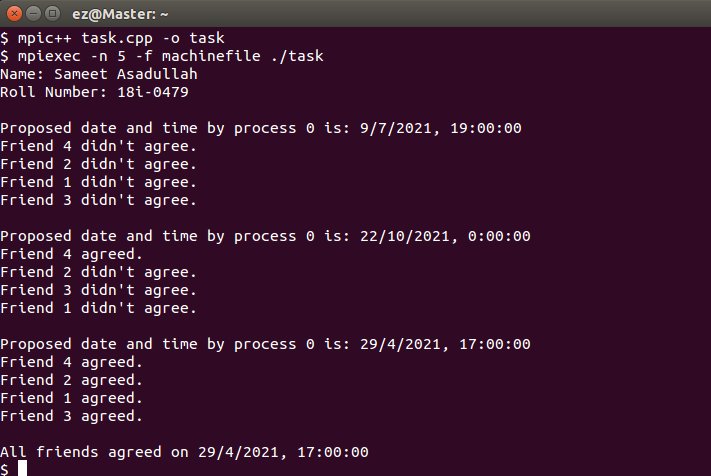 ez@Master: ~
$ mpic++ task.cpp -o task
$ mpiexec -n 5 -f machinefile ./task
Name: Sameet Asadullah
Roll Number: 18i-0479
Proposed date and time by process 0 is: 9/7/2021, 19:00:00
Friend 4 didn't agree.
Friend 2 didn't agree.
Friend 1 didn't agree.
Friend 3 didn't agree.
Proposed date and time by process 0 is: 22/10/2021, 0:00:00
Friend 4 agreed.
Friend 2 didn't agree.
Friend 3 didn't agree.
Friend 1 didn't agree.
Proposed date and time by process 0 is: 29/4/2021, 17:00:00
Friend 4 agreed.
Friend 2 agreed.
Friend 1 agreed.
Friend 3 agreed.
All friends agreed on 29/4/2021, 17:00:00
$